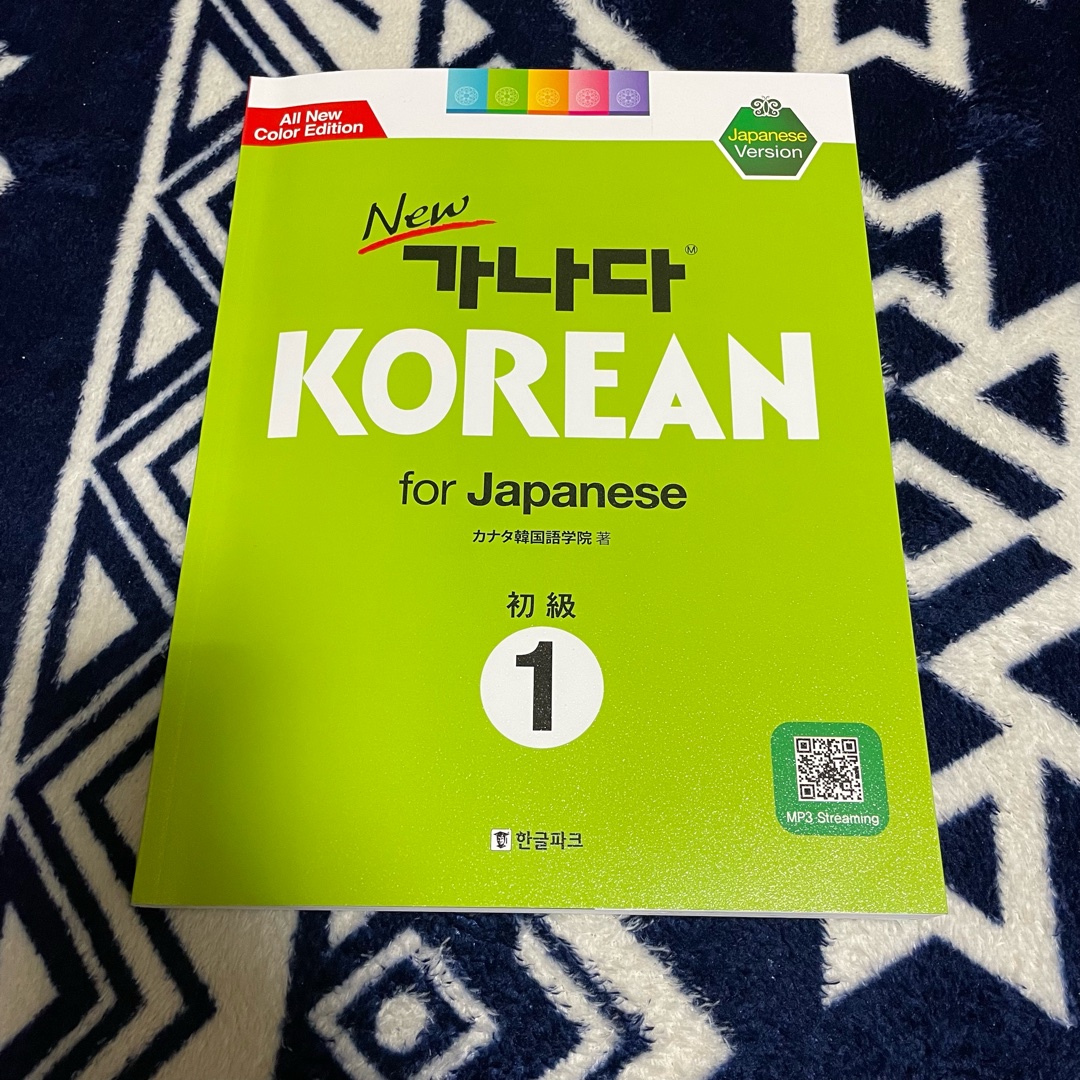 All New
Color Edition
Japanese
Version
New
가나다 Ⓜ
KOREAN
for Japanese
カナタ韓国語学院 著
初級
1
MP3 Streaming
한글파크